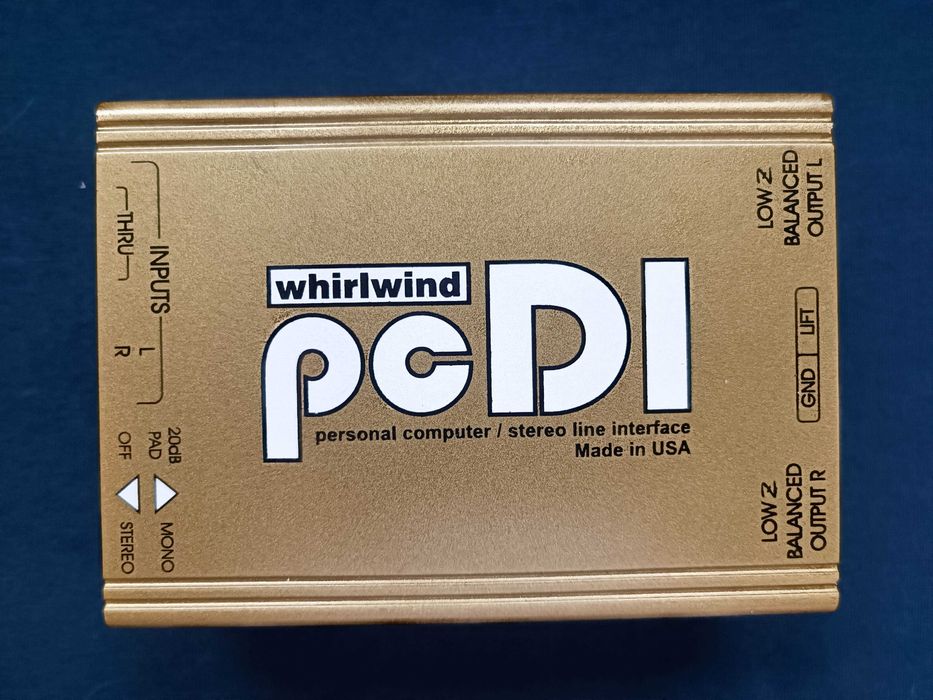 whirlwind
pcDI
personal computer / stereo line interface
Made in USA
INPUTS
THRU
L
R
20dB
PAD
OFF
MONO
STEREO
LOW Z
BALANCED
OUTPUT L
GND LIFT
LOW Z
BALANCED
OUTPUT R